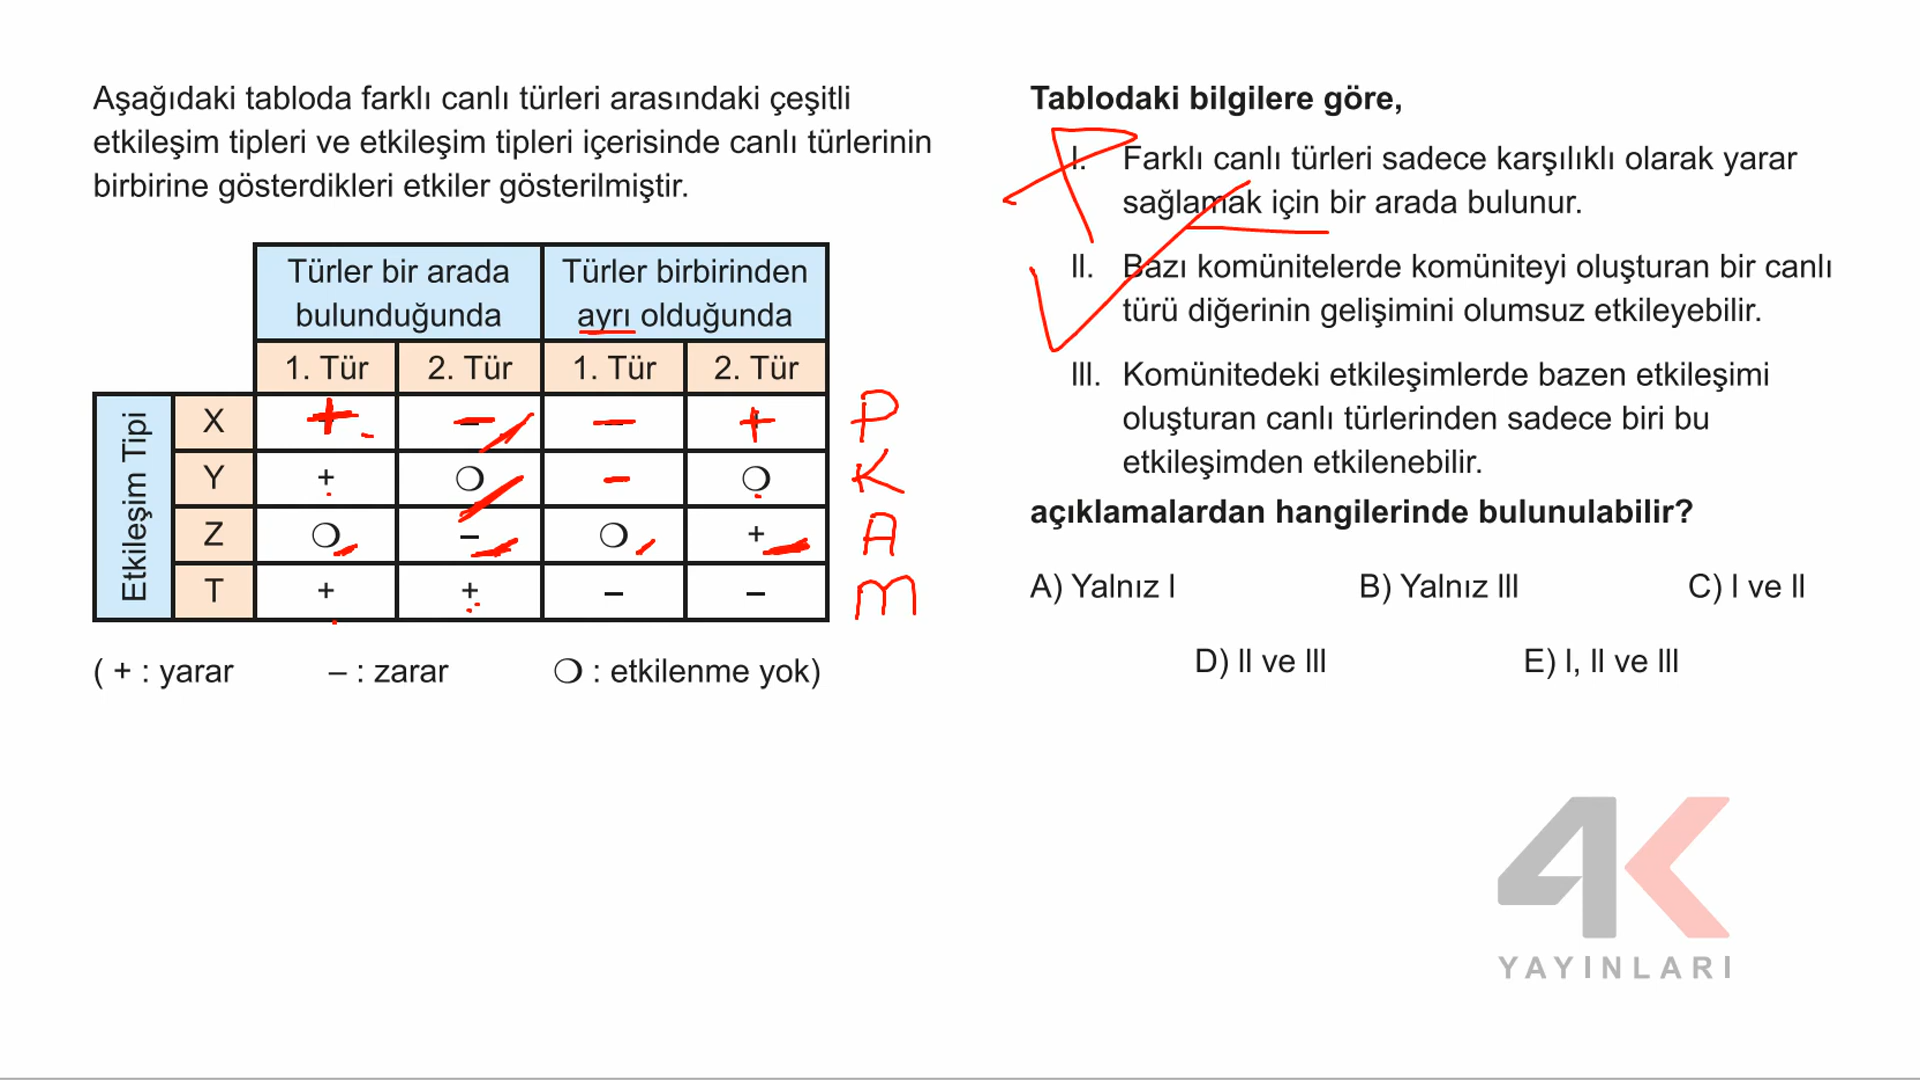 Aşağıdaki tabloda farklı canlı türleri arasındaki çeşitli
etkileşim tipleri ve etkileşim tipleri içerisinde canlı türlerinin
birbirine gösterdikleri etkiler gösterilmiştir.
Türler bir arada bulunduğunda Türler birbirinden ayrı olduğunda
1. Tür 2. Tür 1. Tür 2. Tür
Etkileşim Tipi
X + – – + P
Y + O – O K
Z O – O + A
T + + – – M
( + : yarar – : zarar O : etkilenme yok)
Tablodaki bilgilere göre,
I. Farklı canlı türleri sadece karşılıklı olarak yarar
sağlamak için bir arada bulunur.
II. Bazı komünitelerde komüniteyi oluşturan bir canlı
türü diğerinin gelişimini olumsuz etkileyebilir.
III. Komünitedeki etkileşimlerde bazen etkileşimi
oluşturan canlı türlerinden sadece biri bu
etkileşimden etkilenebilir.
açıklamalardan hangilerinde bulunulabilir?
A) Yalnız I B) Yalnız III C) I ve II
D) II ve III E) I, II ve III
4K
YAYINLARI